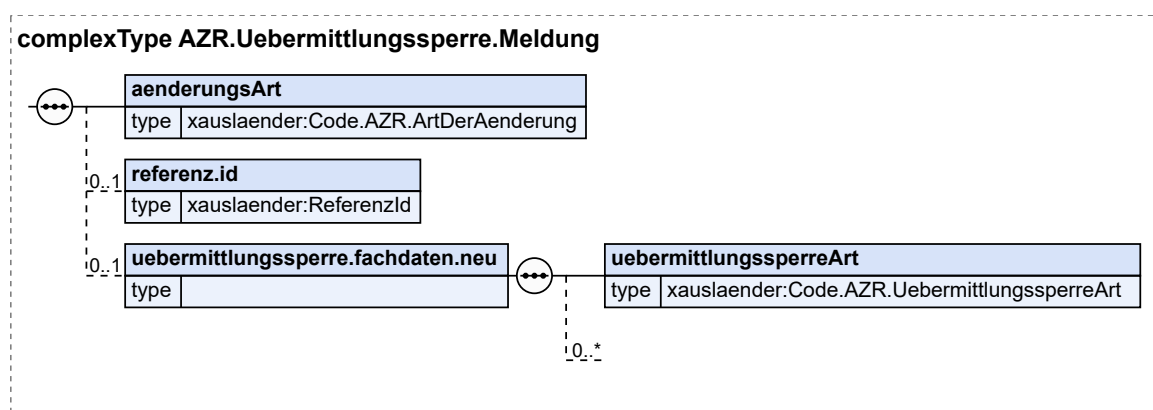 complexType AZR.Uebermittlungssperre.Meldung
aenderungsArt
type xauslaender:Code.AZR.ArtDerAenderung
0..1 referenz.id
type xauslaender:ReferenzId
0..1 uebermittlungssperre.fachdaten.neu
type
uebermittlungssperreArt
type xauslaender:Code.AZR.UebermittlungssperreArt
0..*